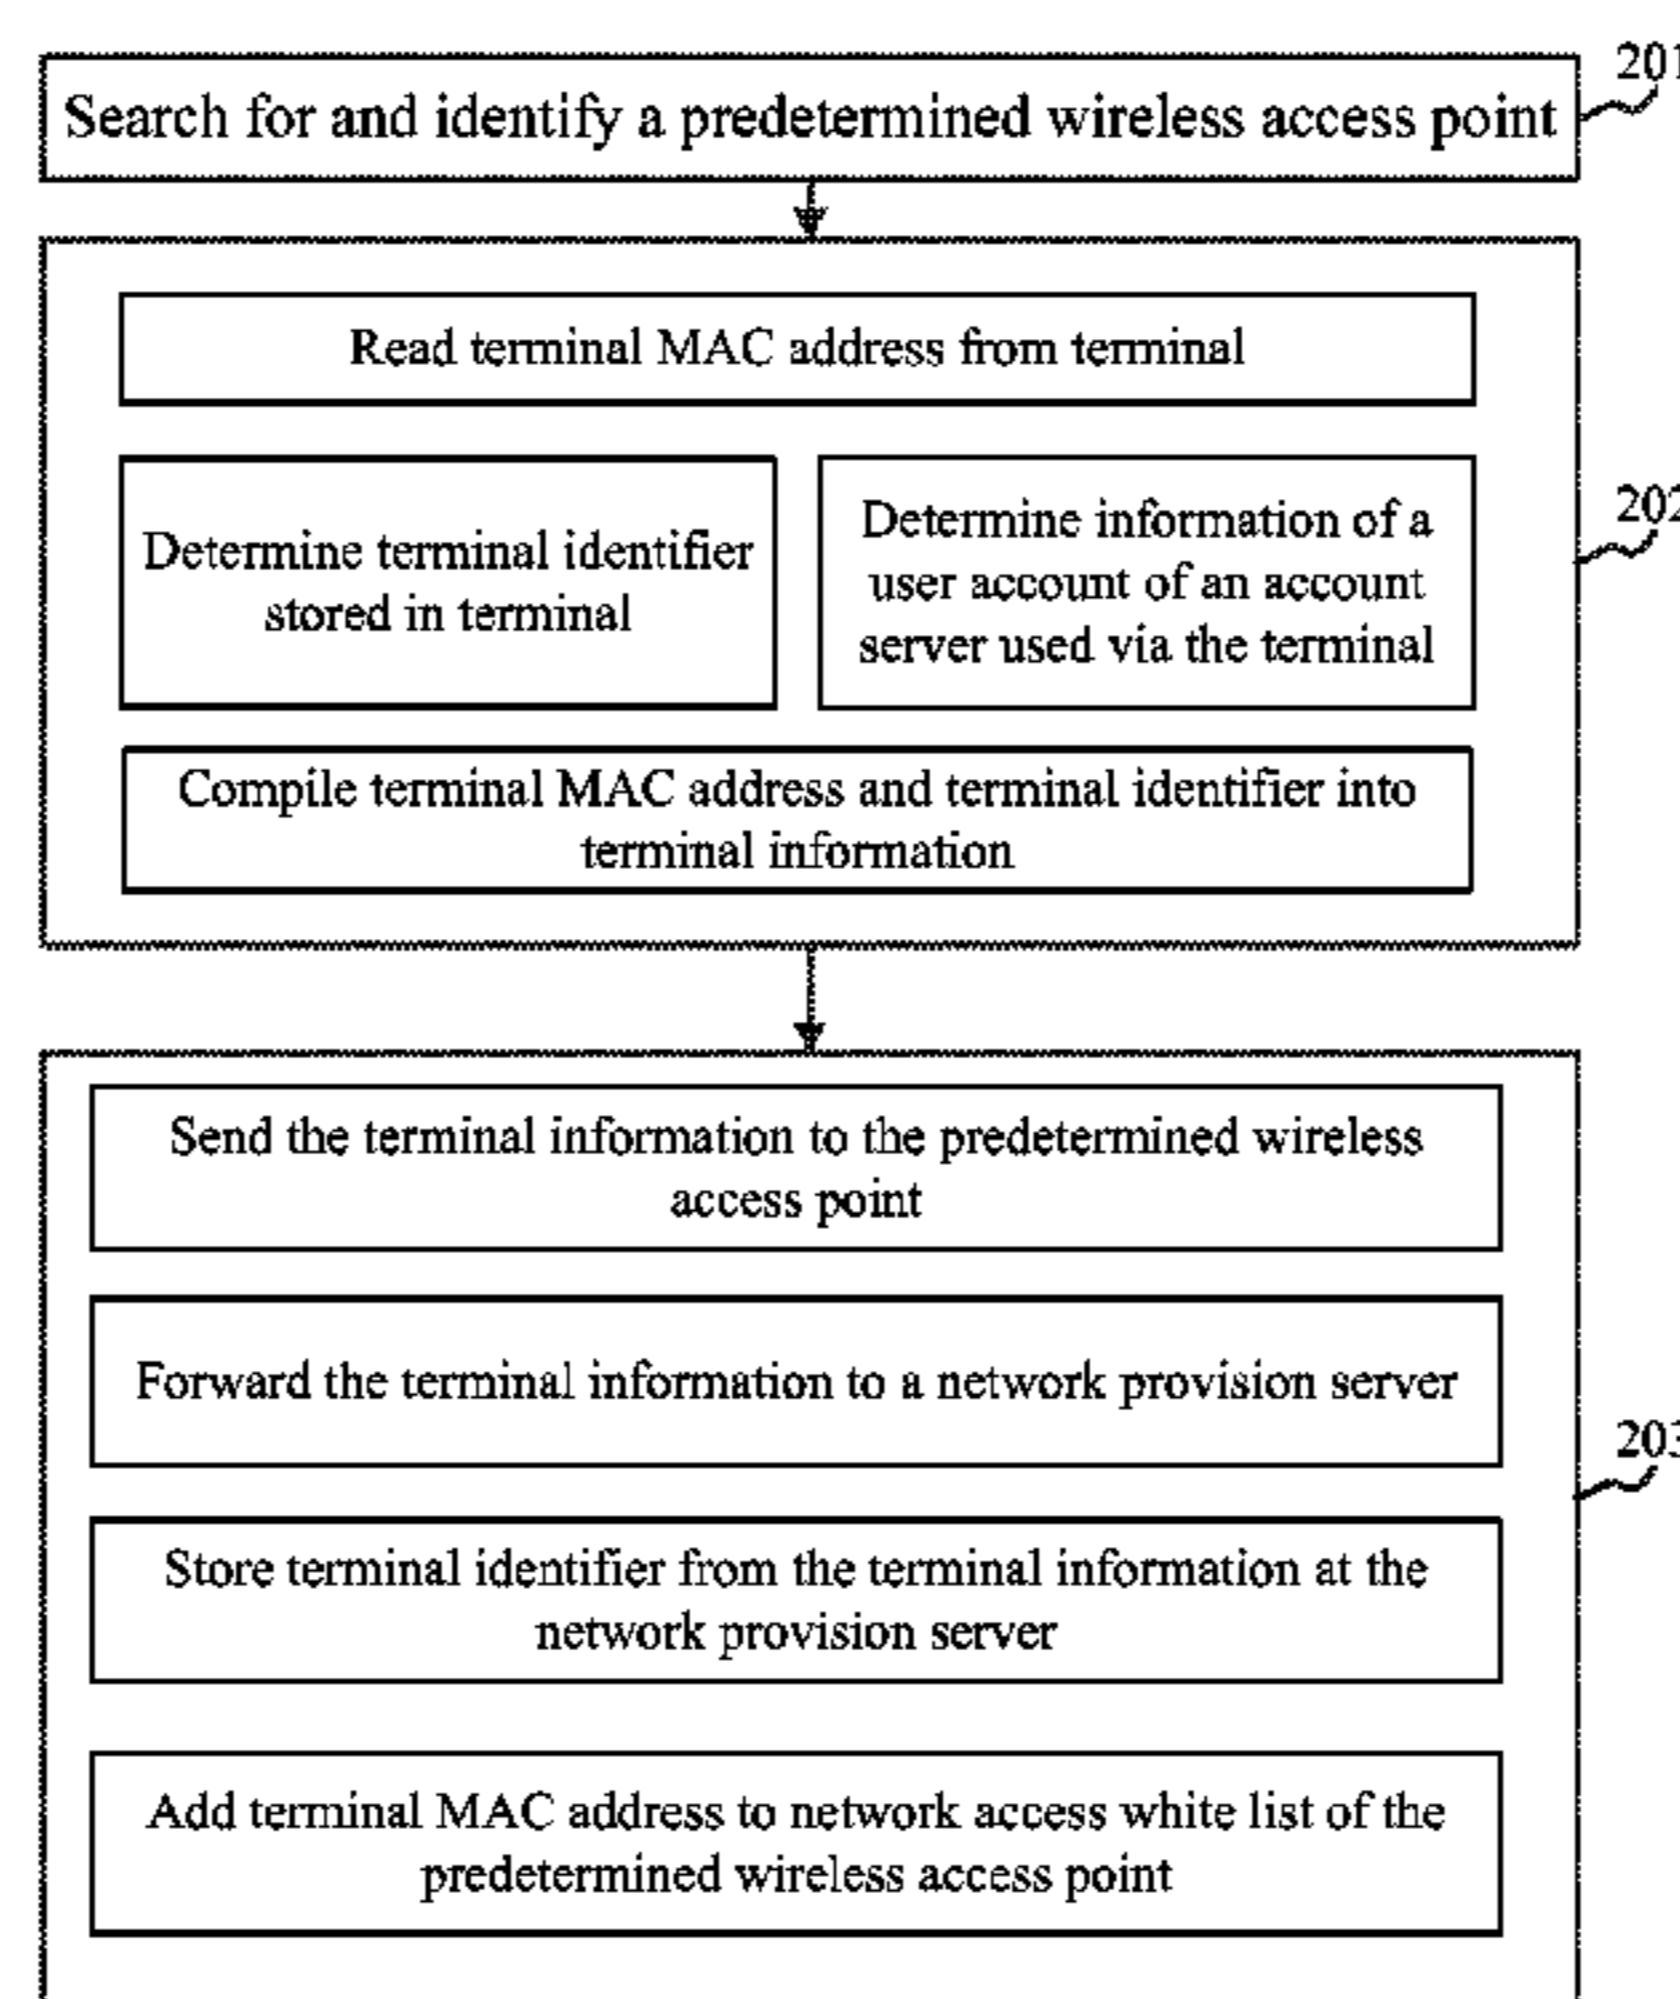 Search for and identify a predetermined wireless access point
201
Read terminal MAC address from terminal
Determine terminal identifier
stored in terminal
Determine information of a
user account of an account
server used via the terminal
202
Compile terminal MAC address and terminal identifier into
terminal information
Send the terminal information to the predetermined wireless
access point
Forward the terminal information to a network provision server
203
Store terminal identifier from the terminal information at the
network provision server
Add terminal MAC address to network access white list of the
predetermined wireless access point